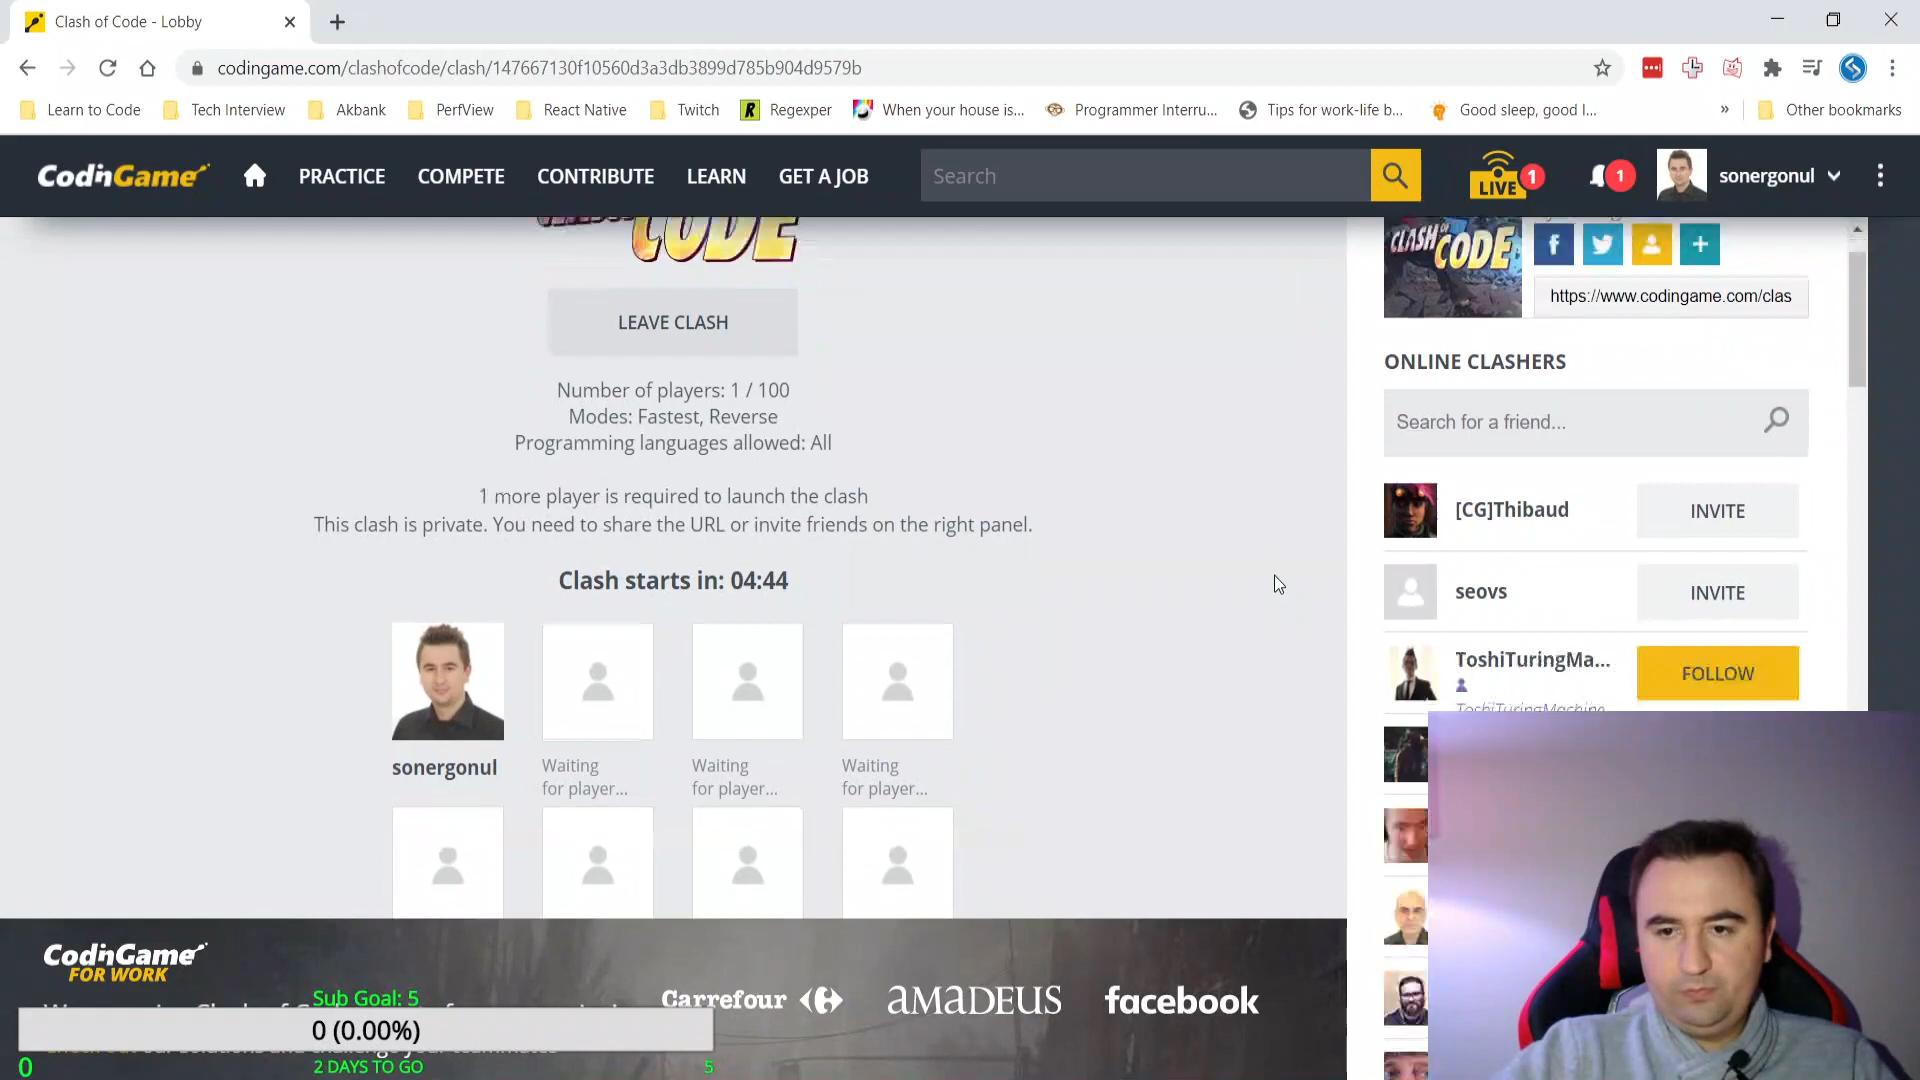 Clash of Code - Lobby
codingame.com/clashofcode/clash/147667130f10560d3a3db3899d785b904d9579b
Learn to Code
Tech Interview
Akbank
PerfView
React Native
Twitch
Regexper
When your house is...
Programmer Interru...
Tips for work-life b...
Good sleep, good l...
»
Other bookmarks
CodinGame
PRACTICE
COMPETE
CONTRIBUTE
LEARN
GET A JOB
Search
LIVE
1
1
sonergonul
CODE
LEAVE CLASH
Number of players: 1 / 100
Modes: Fastest, Reverse
Programming languages allowed: All
1 more player is required to launch the clash
This clash is private. You need to share the URL or invite friends on the right panel.
Clash starts in: 04:44
sonergonul
Waiting
for player...
Waiting
for player...
Waiting
for player...
CLASH OF CODE
https://www.codingame.com/clas
ONLINE CLASHERS
Search for a friend...
[CG]Thibaud
INVITE
seovs
INVITE
ToshiTuringMa...
FOLLOW
ToshiTuringMachine
CodinGame
FOR WORK
Sub Goal: 5
0 (0.00%)
0
2 DAYS TO GO
5
Carrefour
AMADEUS
facebook